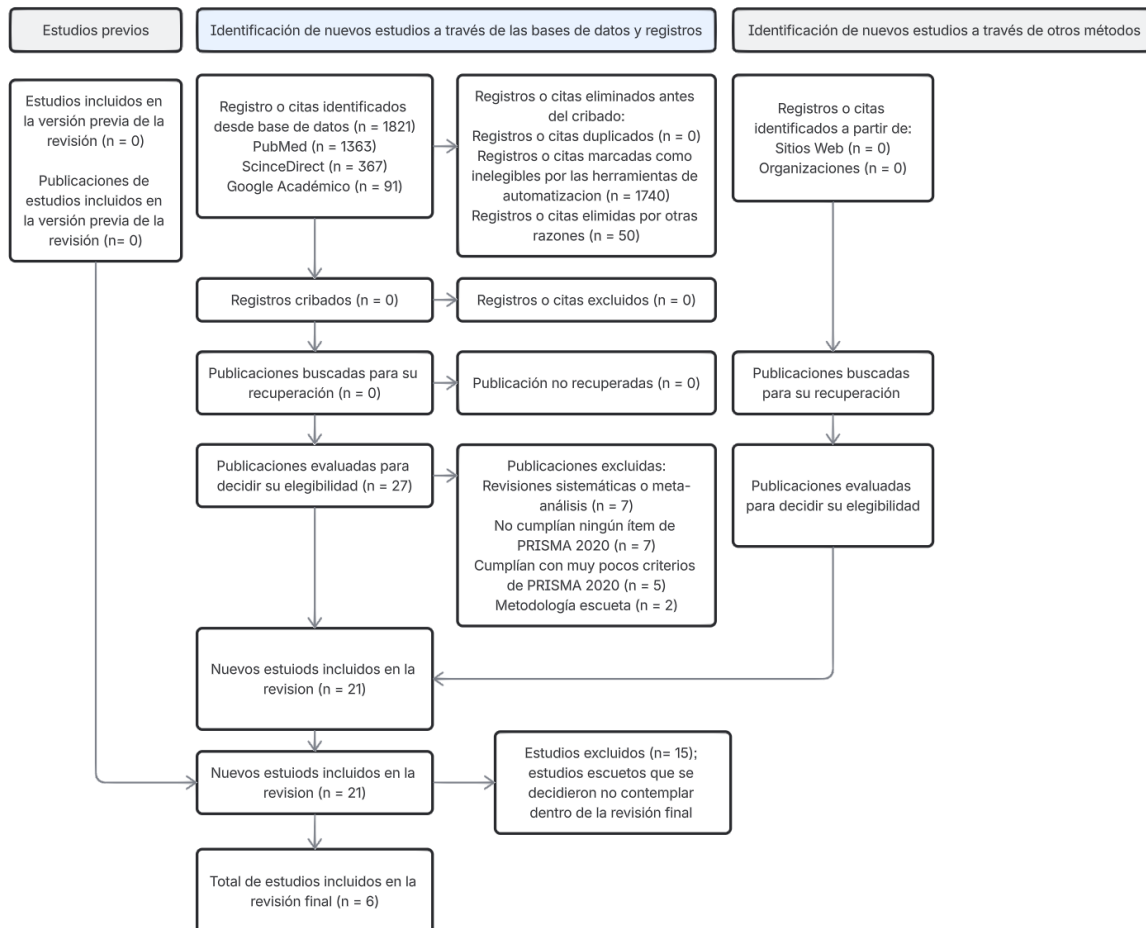 Estudios previos
Identificación de nuevos estudios a través de las bases de datos y registros
Identificación de nuevos estudios a través de otros métodos
Estudios incluidos en
la versión previa de la
revisión (n = 0)
Publicaciones de
estudios incluidos en
la versión previa de la
revisión (n= 0)
Registro o citas identificados
desde base de datos (n = 1821)
PubMed (n = 1363)
ScinceDirect (n = 367)
Google Académico (n = 91)
Registros o citas eliminados antes
del cribado:
Registros o citas duplicados (n = 0)
Registros o citas marcadas como
inelegibles por las herramientas de
automatizacion (n = 1740)
Registros o citas elimidas por otras
razones (n = 50)
Registros o citas
identificados a partir de:
Sitios Web (n = 0)
Organizaciones (n = 0)
Registros cribados (n = 0)
Registros o citas excluidos (n = 0)
Publicaciones buscadas para su
recuperación (n = 0)
Publicación no recuperadas (n = 0)
Publicaciones buscadas
para su recuperación
Publicaciones evaluadas para
decidir su elegibilidad (n = 27)
Publicaciones excluidas:
Revisiones sistemáticas o meta-
análisis (n = 7)
No cumplían ningún ítem de
PRISMA 2020 (n = 7)
Cumplían con muy pocos criterios
de PRISMA 2020 (n = 5)
Metodología escueta (n = 2)
Publicaciones evaluadas
para decidir su elegibilidad
Nuevos estuiods incluidos en la
revision (n = 21)
Nuevos estuiods incluidos en la
revision (n = 21)
Estudios excluidos (n= 15);
estudios escuetos que se
decidieron no contemplar
dentro de la revisión final
Total de estudios incluidos en la
revisión final (n = 6)